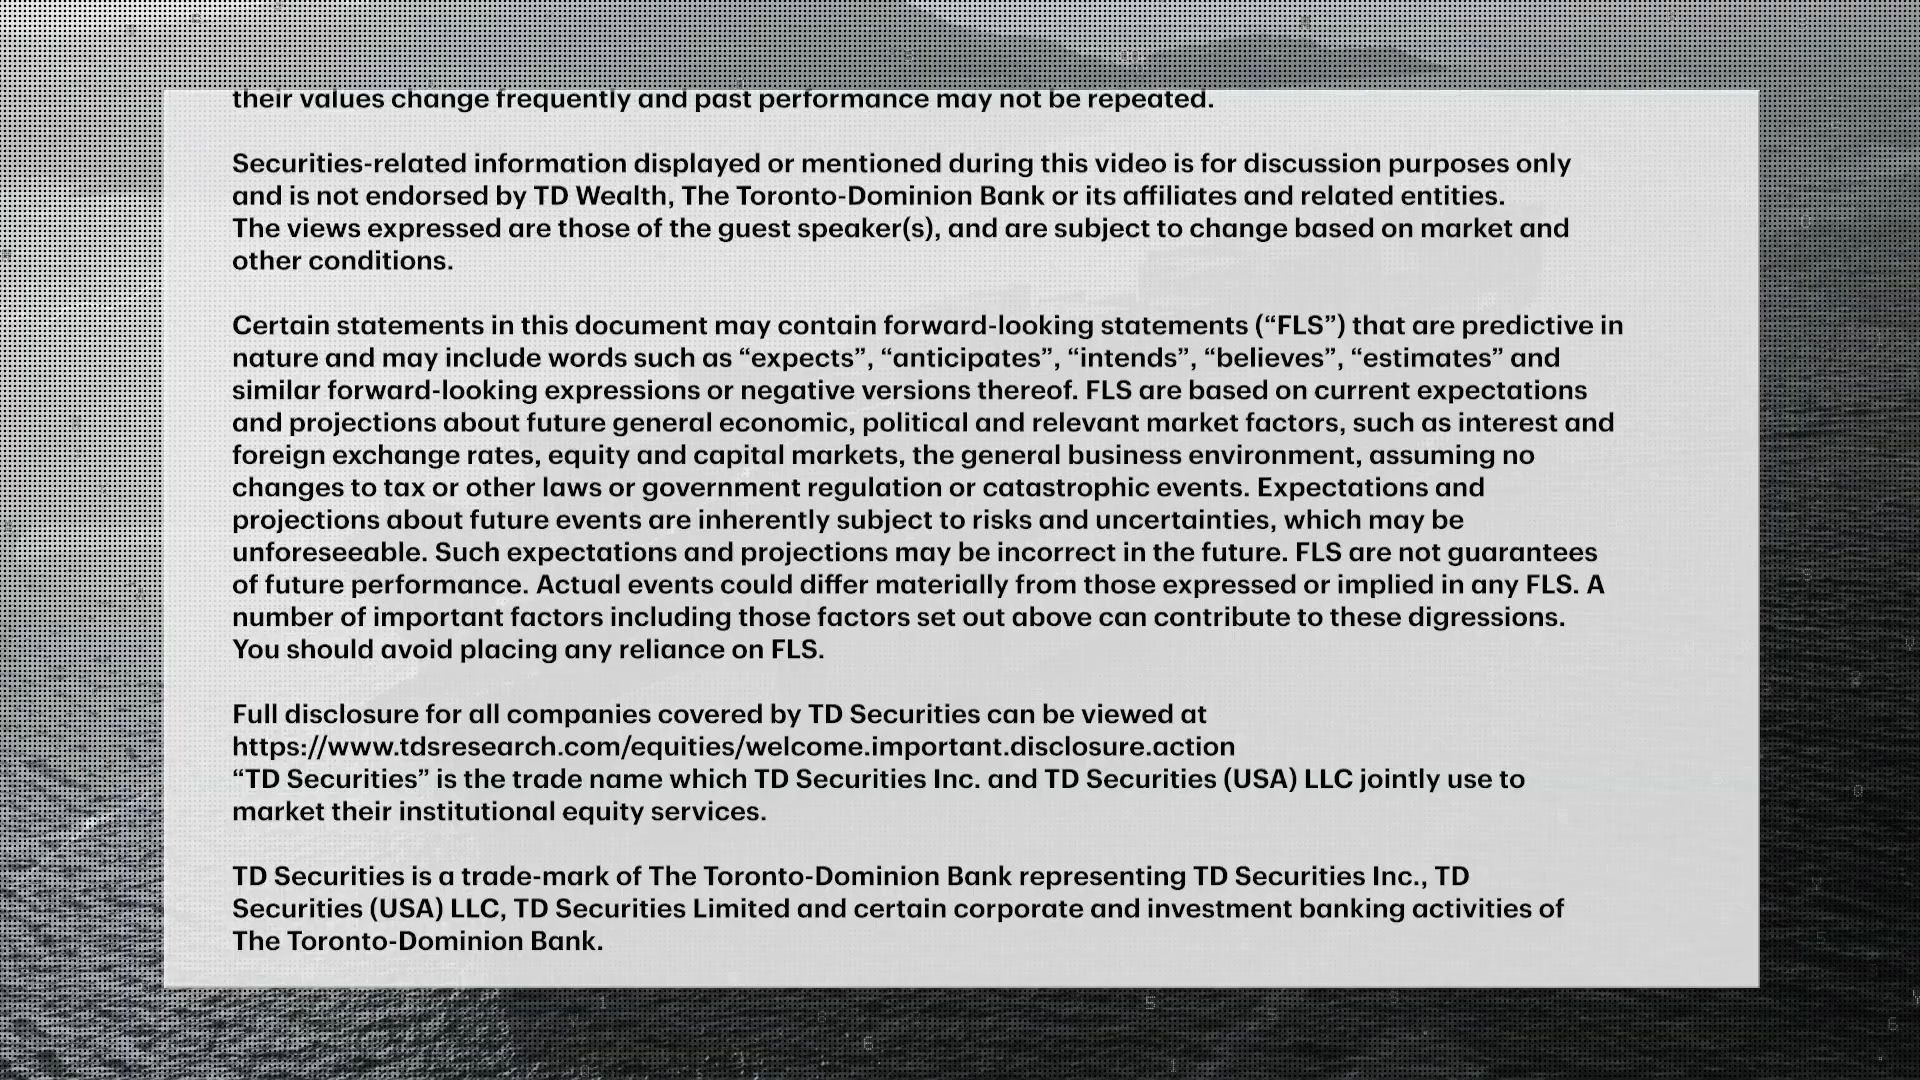 their values change frequently and past performance may not be repeated.
Securities-related information displayed or mentioned during this video is for discussion purposes only
and is not endorsed by TD Wealth, The Toronto-Dominion Bank or its affiliates and related entities.
The views expressed are those of the guest speaker(s), and are subject to change based on market and
other conditions.
Certain statements in this document may contain forward-looking statements (“FLS”) that are predictive in
nature and may include words such as “expects”, “anticipates”, “intends”, “believes”, “estimates” and
similar forward-looking expressions or negative versions thereof. FLS are based on current expectations
and projections about future general economic, political and relevant market factors, such as interest and
foreign exchange rates, equity and capital markets, the general business environment, assuming no
changes to tax or other laws or government regulation or catastrophic events. Expectations and
projections about future events are inherently subject to risks and uncertainties, which may be
unforeseeable. Such expectations and projections may be incorrect in the future. FLS are not guarantees
of future performance. Actual events could differ materially from those expressed or implied in any FLS. A
number of important factors including those factors set out above can contribute to these digressions.
You should avoid placing any reliance on FLS.
Full disclosure for all companies covered by TD Securities can be viewed at
https://www.tdsresearch.com/equities/welcome.important.disclosure.action
“TD Securities” is the trade name which TD Securities Inc. and TD Securities (USA) LLC jointly use to
market their institutional equity services.
TD Securities is a trade-mark of The Toronto-Dominion Bank representing TD Securities Inc., TD
Securities (USA) LLC, TD Securities Limited and certain corporate and investment banking activities of
The Toronto-Dominion Bank.